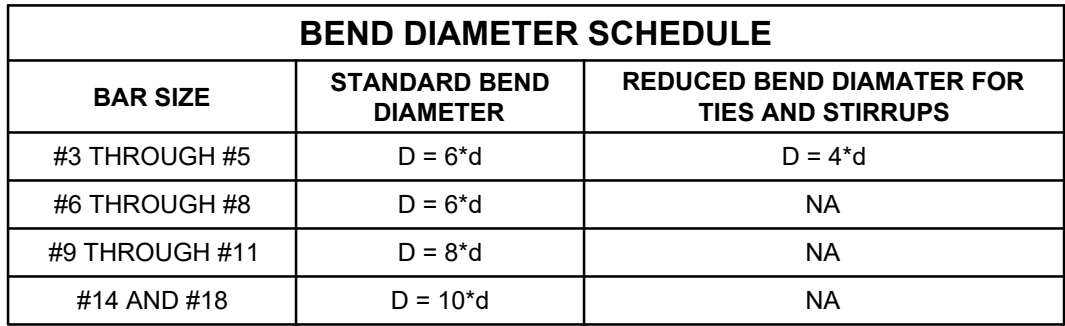 BEND DIAMETER SCHEDULE
BAR SIZE
STANDARD BEND
DIAMETER
REDUCED BEND DIAMATER FOR
TIES AND STIRRUPS
#3 THROUGH #5
D = 6*d
D = 4*d
#6 THROUGH #8
D = 6*d
NA
#9 THROUGH #11
D = 8*d
NA
#14 AND #18
D = 10*d
NA